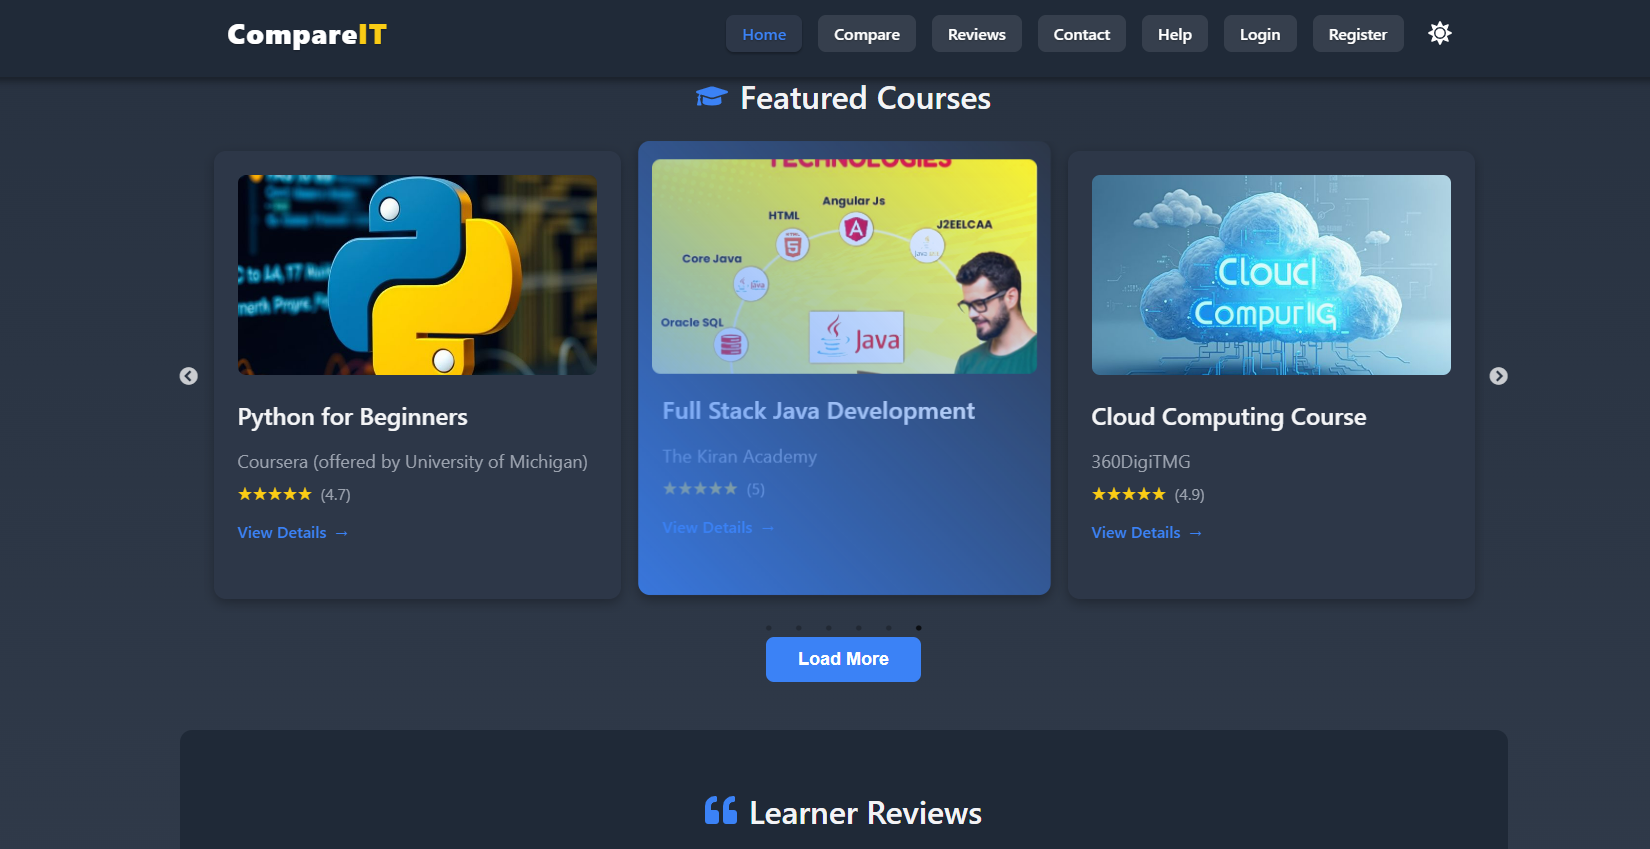 CompareIT
Home
Compare
Reviews
Contact
Help
Login
Register
Featured Courses
TECHNOLOGIES
Angular Js
HTML
J2EELCAA
Core Java
Oracle SQL
Java
Cloud
CompurIG
Python for Beginners
Coursera (offered by University of Michigan)
★★★★★ (4.7)
View Details →
Full Stack Java Development
The Kiran Academy
★★★★★ (5)
View Details →
Cloud Computing Course
360DigiTMG
★★★★★ (4.9)
View Details →
Load More
Learner Reviews